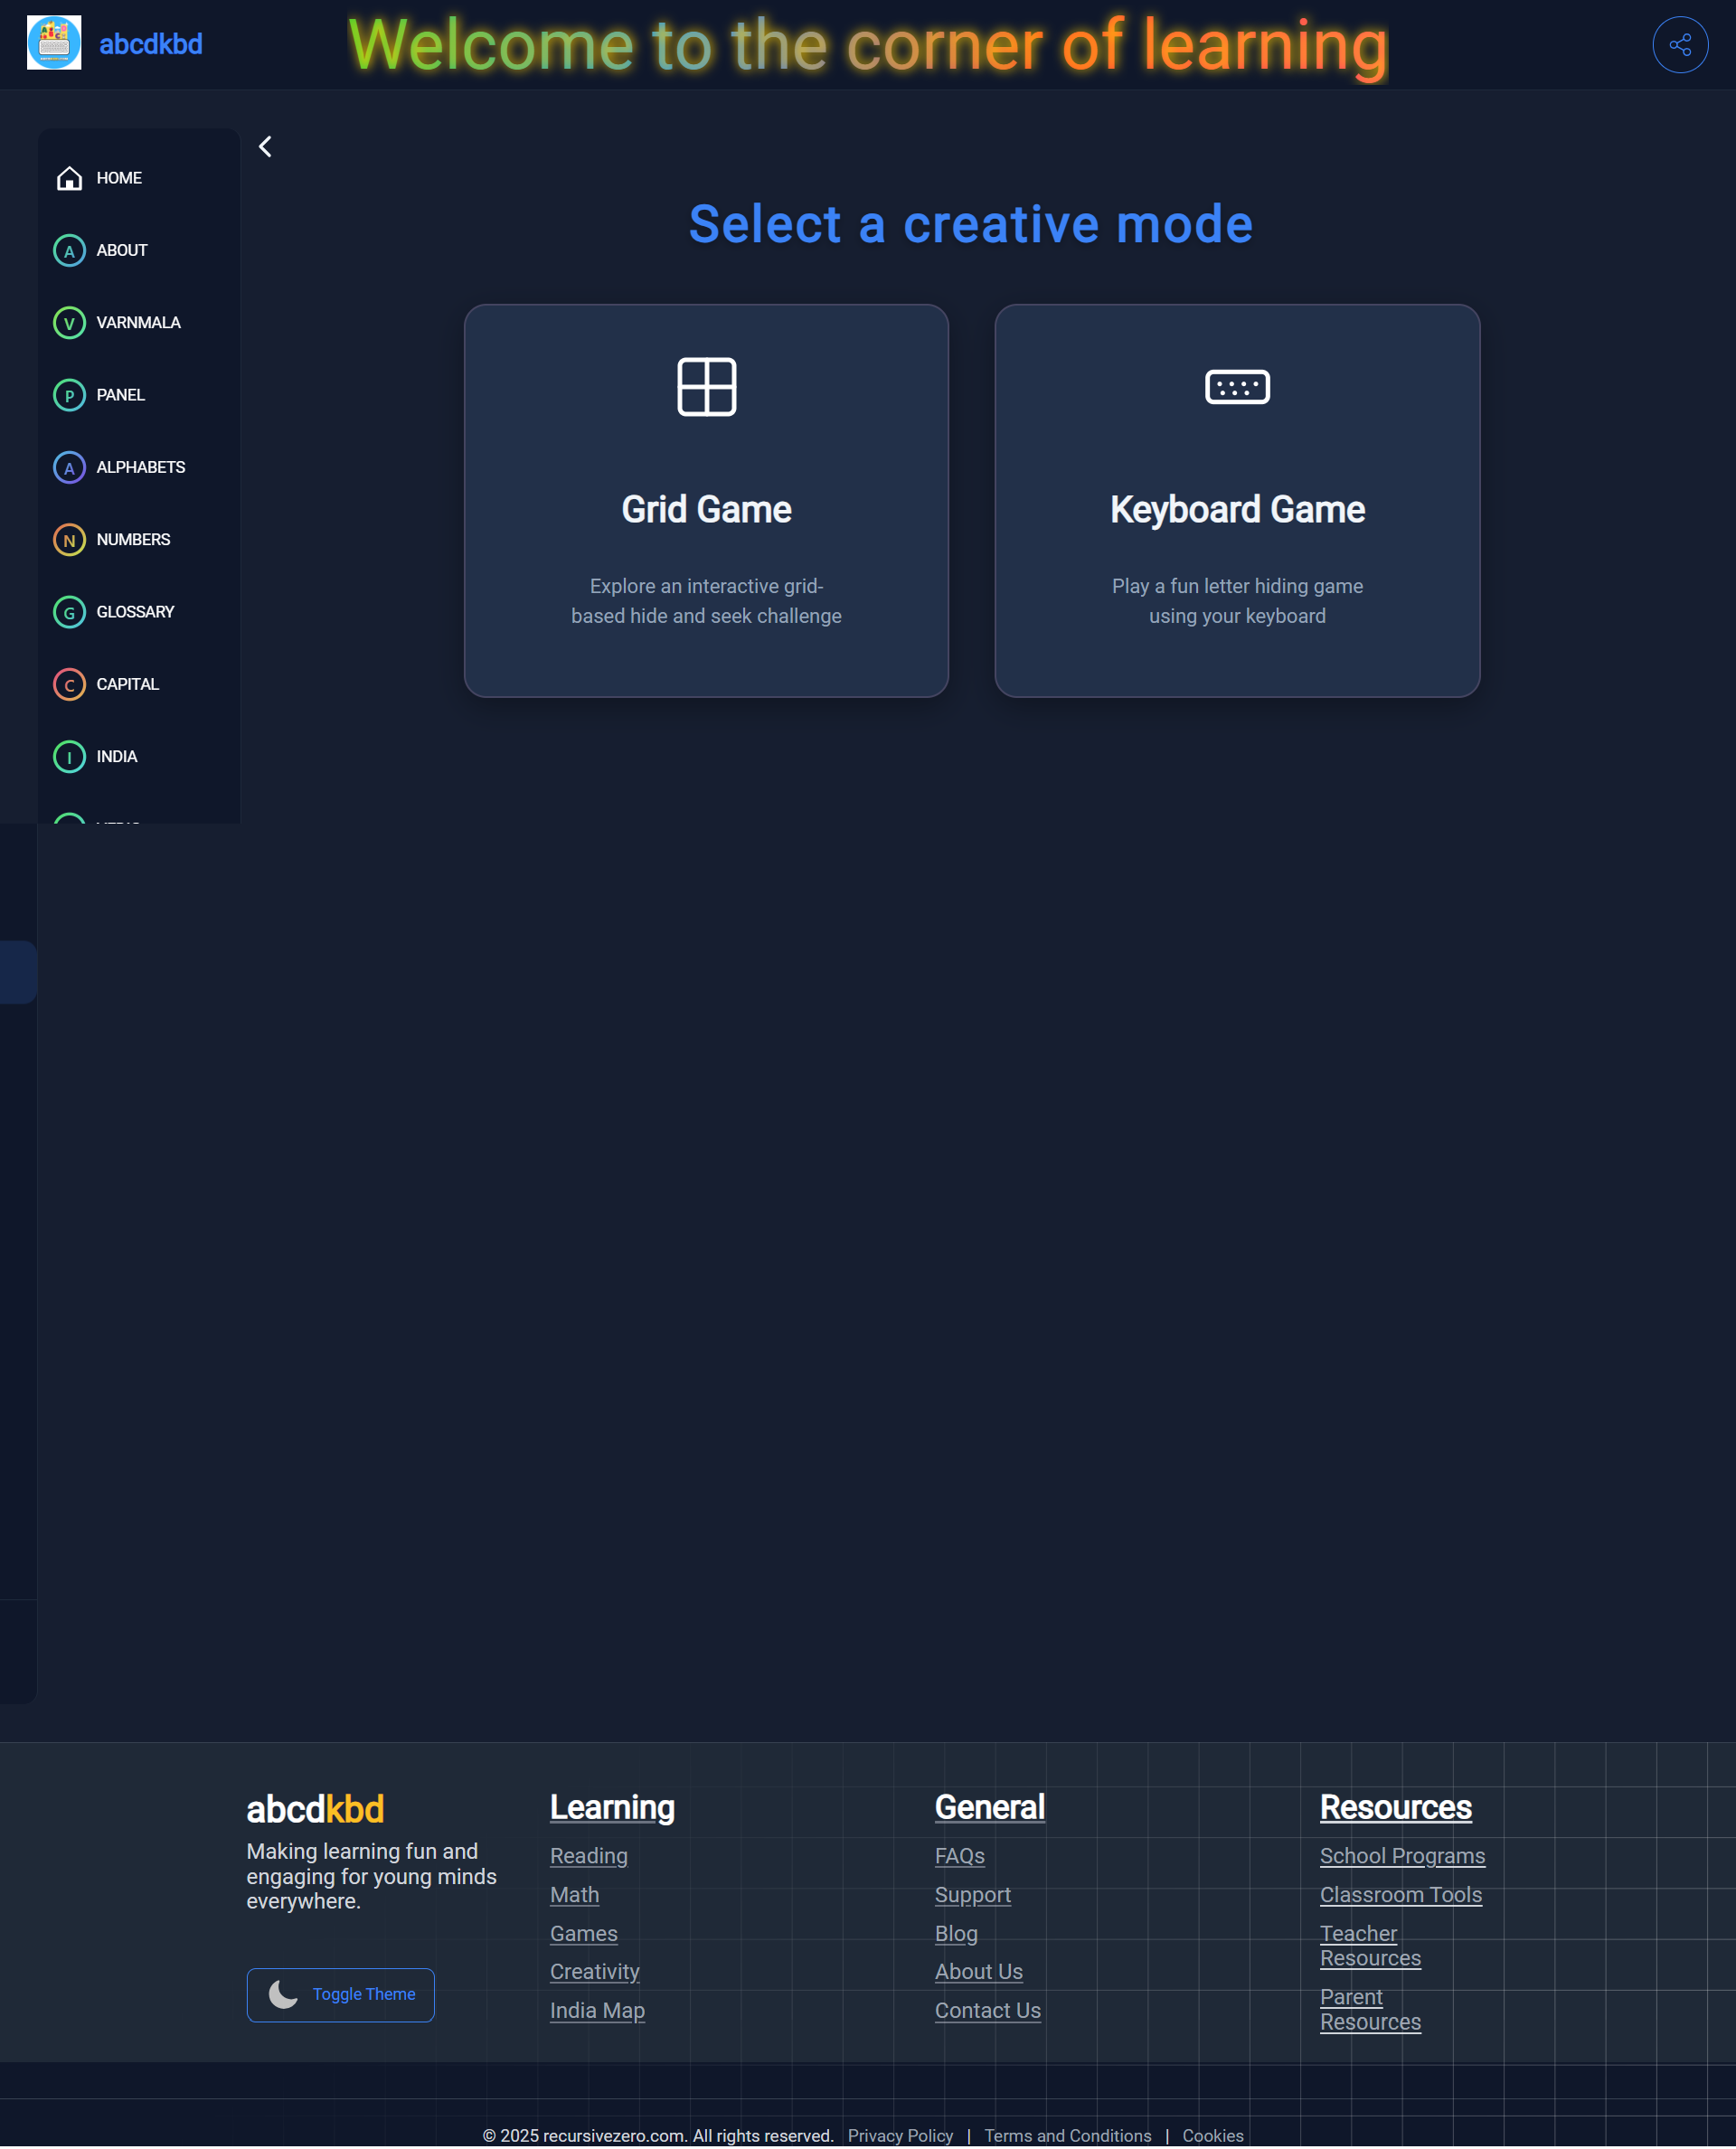 abcdkbd
Welcome to the corner of learning
HOME
A ABOUT
V VARNMALA
P PANEL
A ALPHABETS
N NUMBERS
G GLOSSARY
C CAPITAL
I INDIA
Select a creative mode
Grid Game
Explore an interactive grid-
based hide and seek challenge
Keyboard Game
Play a fun letter hiding game
using your keyboard
abcdkbd
Making learning fun and
engaging for young minds
everywhere.
Toggle Theme
Learning
Reading
Math
Games
Creativity
India Map
General
FAQs
Support
Blog
About Us
Contact Us
Resources
School Programs
Classroom Tools
Teacher
Resources
Parent
Resources
© 2025 recursivezero.com. All rights reserved. Privacy Policy | Terms and Conditions | Cookies